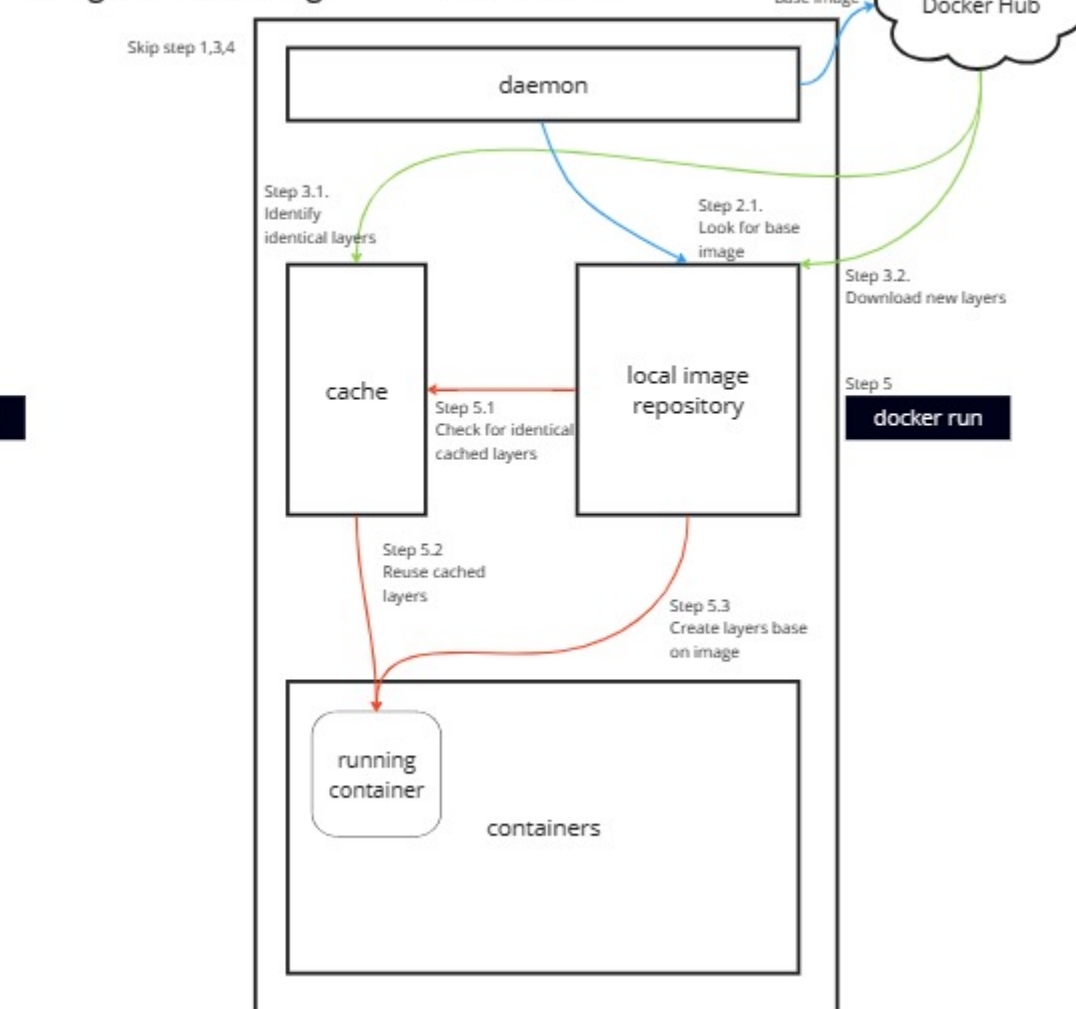 Base image
Docker Hub
Skip step 1,3,4
daemon
Step 3.1.
Identify
identical layers
Step 2.1.
Look for base
image
Step 3.2.
Download new layers
cache
local image
repository
Step 5
docker run
Step 5.1
Check for identical
cached layers
Step 5.2
Reuse cached
layers
Step 5.3
Create layers base
on image
running
container
containers